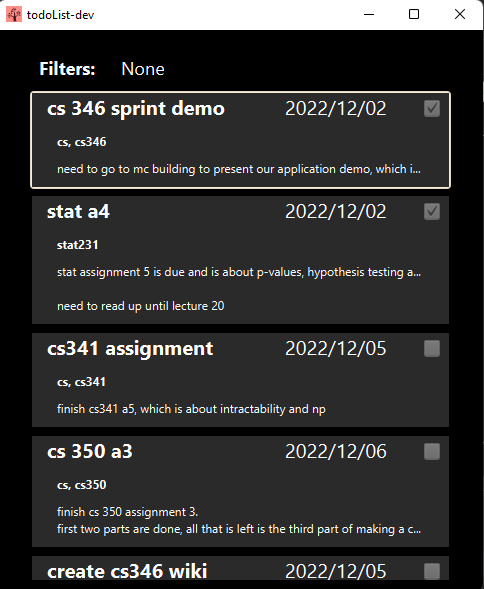 todoList-dev
Filters: None
cs 346 sprint demo 2022/12/02
cs, cs346
need to go to mc building to present our application demo, which i...
stat a4 2022/12/02
stat231
stat assignment 5 is due and is about p-values, hypothesis testing a...
need to read up until lecture 20
cs341 assignment 2022/12/05
cs, cs341
finish cs341 a5, which is about intractability and np
cs 350 a3 2022/12/06
cs, cs350
finish cs 350 assignment 3.
first two parts are done, all that is left is the third part of making a c...
create cs346 wiki 2022/12/05